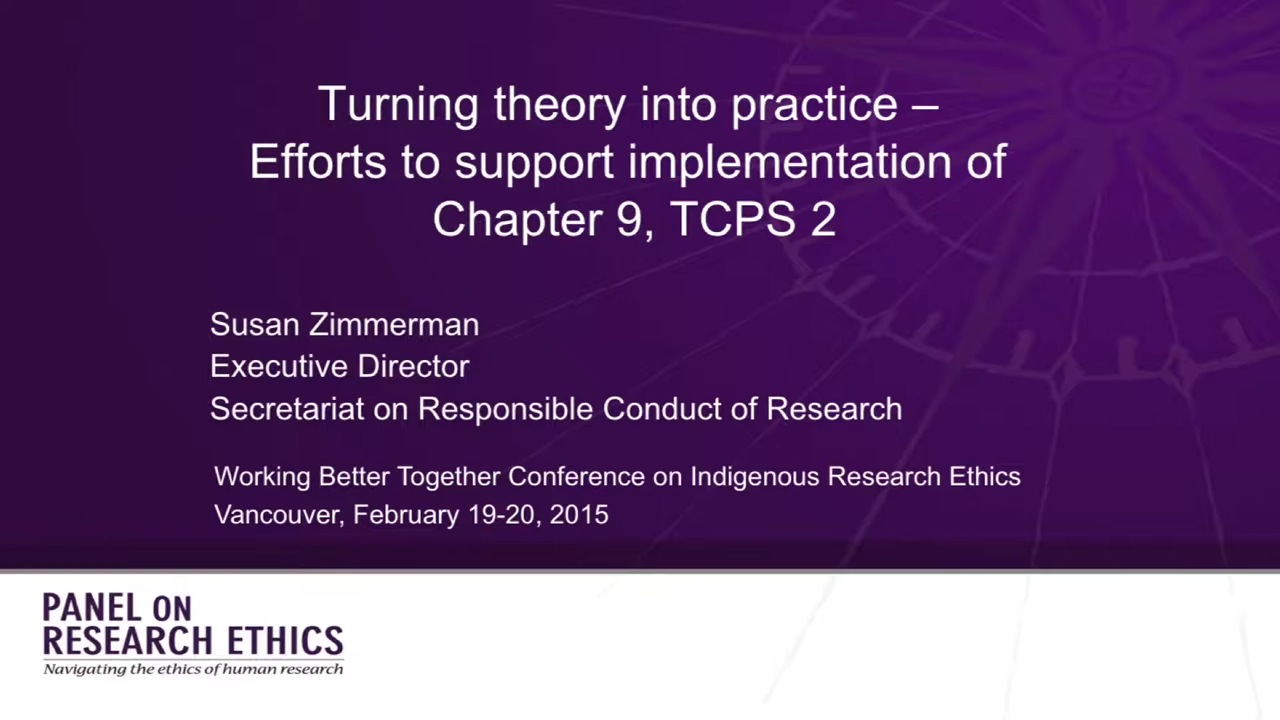 Turning theory into practice –
Efforts to support implementation of
Chapter 9, TCPS 2
Susan Zimmerman
Executive Director
Secretariat on Responsible Conduct of Research
Working Better Together Conference on Indigenous Research Ethics
Vancouver, February 19-20, 2015
PANEL ON
RESEARCH ETHICS
Navigating the ethics of human research